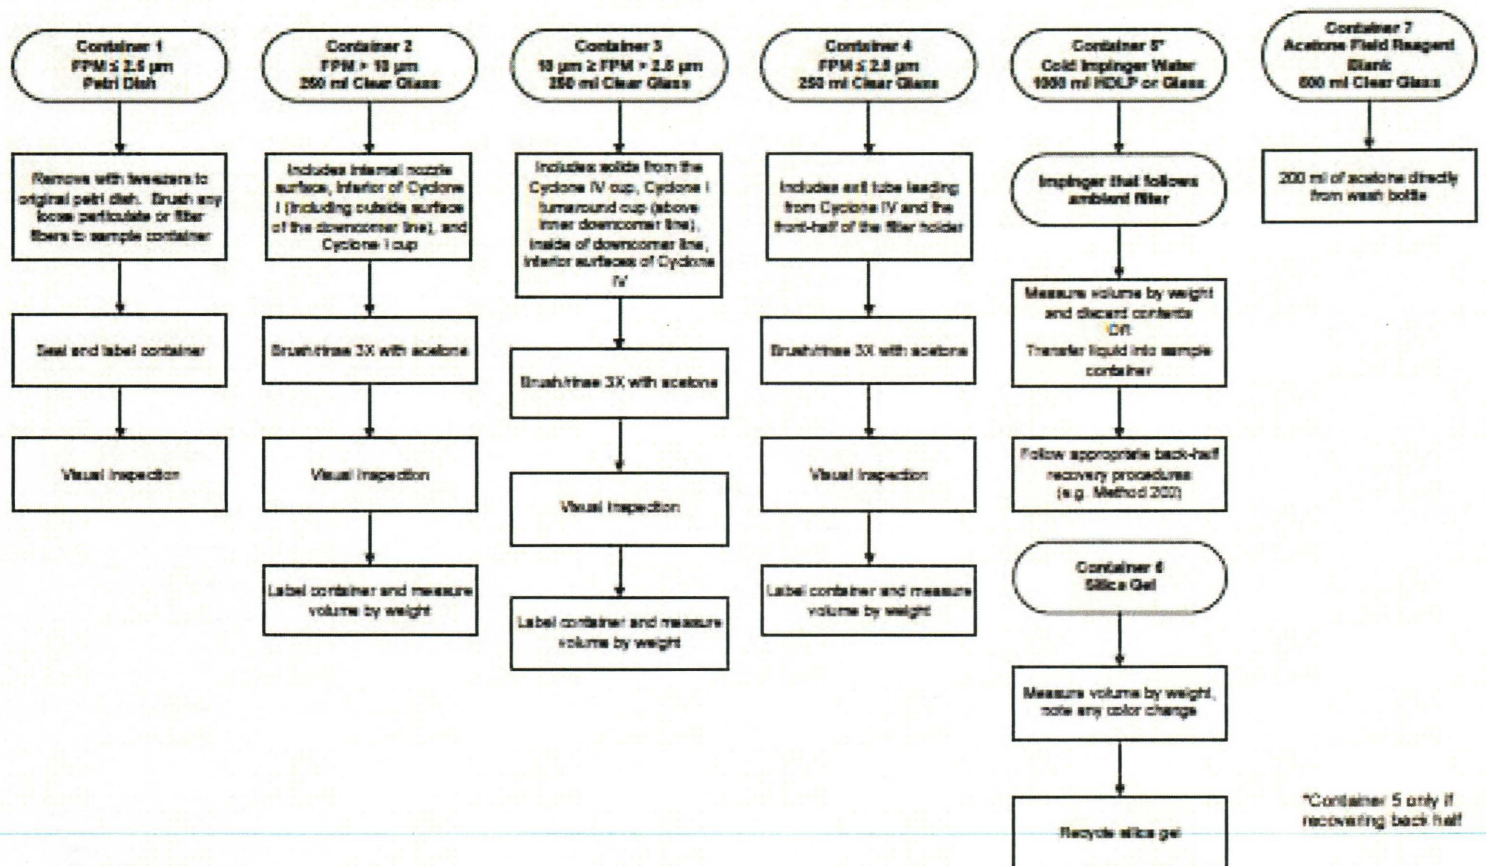 Container 1
FPM ≤ 2.5 µm
Petri Dish
Remove with tweezers to
original petri dish. Brush any
loose particulate or filter
fibers to sample container
Seal and label container
Visual Inspection
Container 2
FPM > 10 µm
250 ml Clear Glass
Includes internal nozzle
surface, interior of Cyclone
I (including outside surface
of the downcomer line), and
Cyclone I cup
Brush/rinse 3X with acetone
Visual Inspection
Label container and measure
volume by weight
Container 3
10 µm ≥ FPM > 2.5 µm
250 ml Clear Glass
Includes solids from the
Cyclone IV cup, Cyclone I
turnaround cup (above
inner downcomer line),
inside of downcomer line,
interior surfaces of Cyclone
IV
Brush/rinse 3X with acetone
Visual Inspection
Label container and measure
volume by weight
Container 4
FPM ≤ 2.5 µm
250 ml Clear Glass
Includes exit tube leading
from Cyclone IV and the
front-half of the filter holder
Brush/rinse 3X with acetone
Visual Inspection
Label container and measure
volume by weight
Container 5*
Cold Impinger Water
1000 ml HDLP or Glass
Impinger that follows
ambient filter
Measure volume by weight
and discard contents
OR
Transfer liquid into sample
container
Follow appropriate back-half
recovery procedures
(e.g. Method 202)
Container 6
Silica Gel
Measure volume by weight,
note any color change
Recycle silica gel
Container 7
Acetone Field Reagent
Blank
500 ml Clear Glass
200 ml of acetone directly
from wash bottle
*Container 5 only if
recovering back half